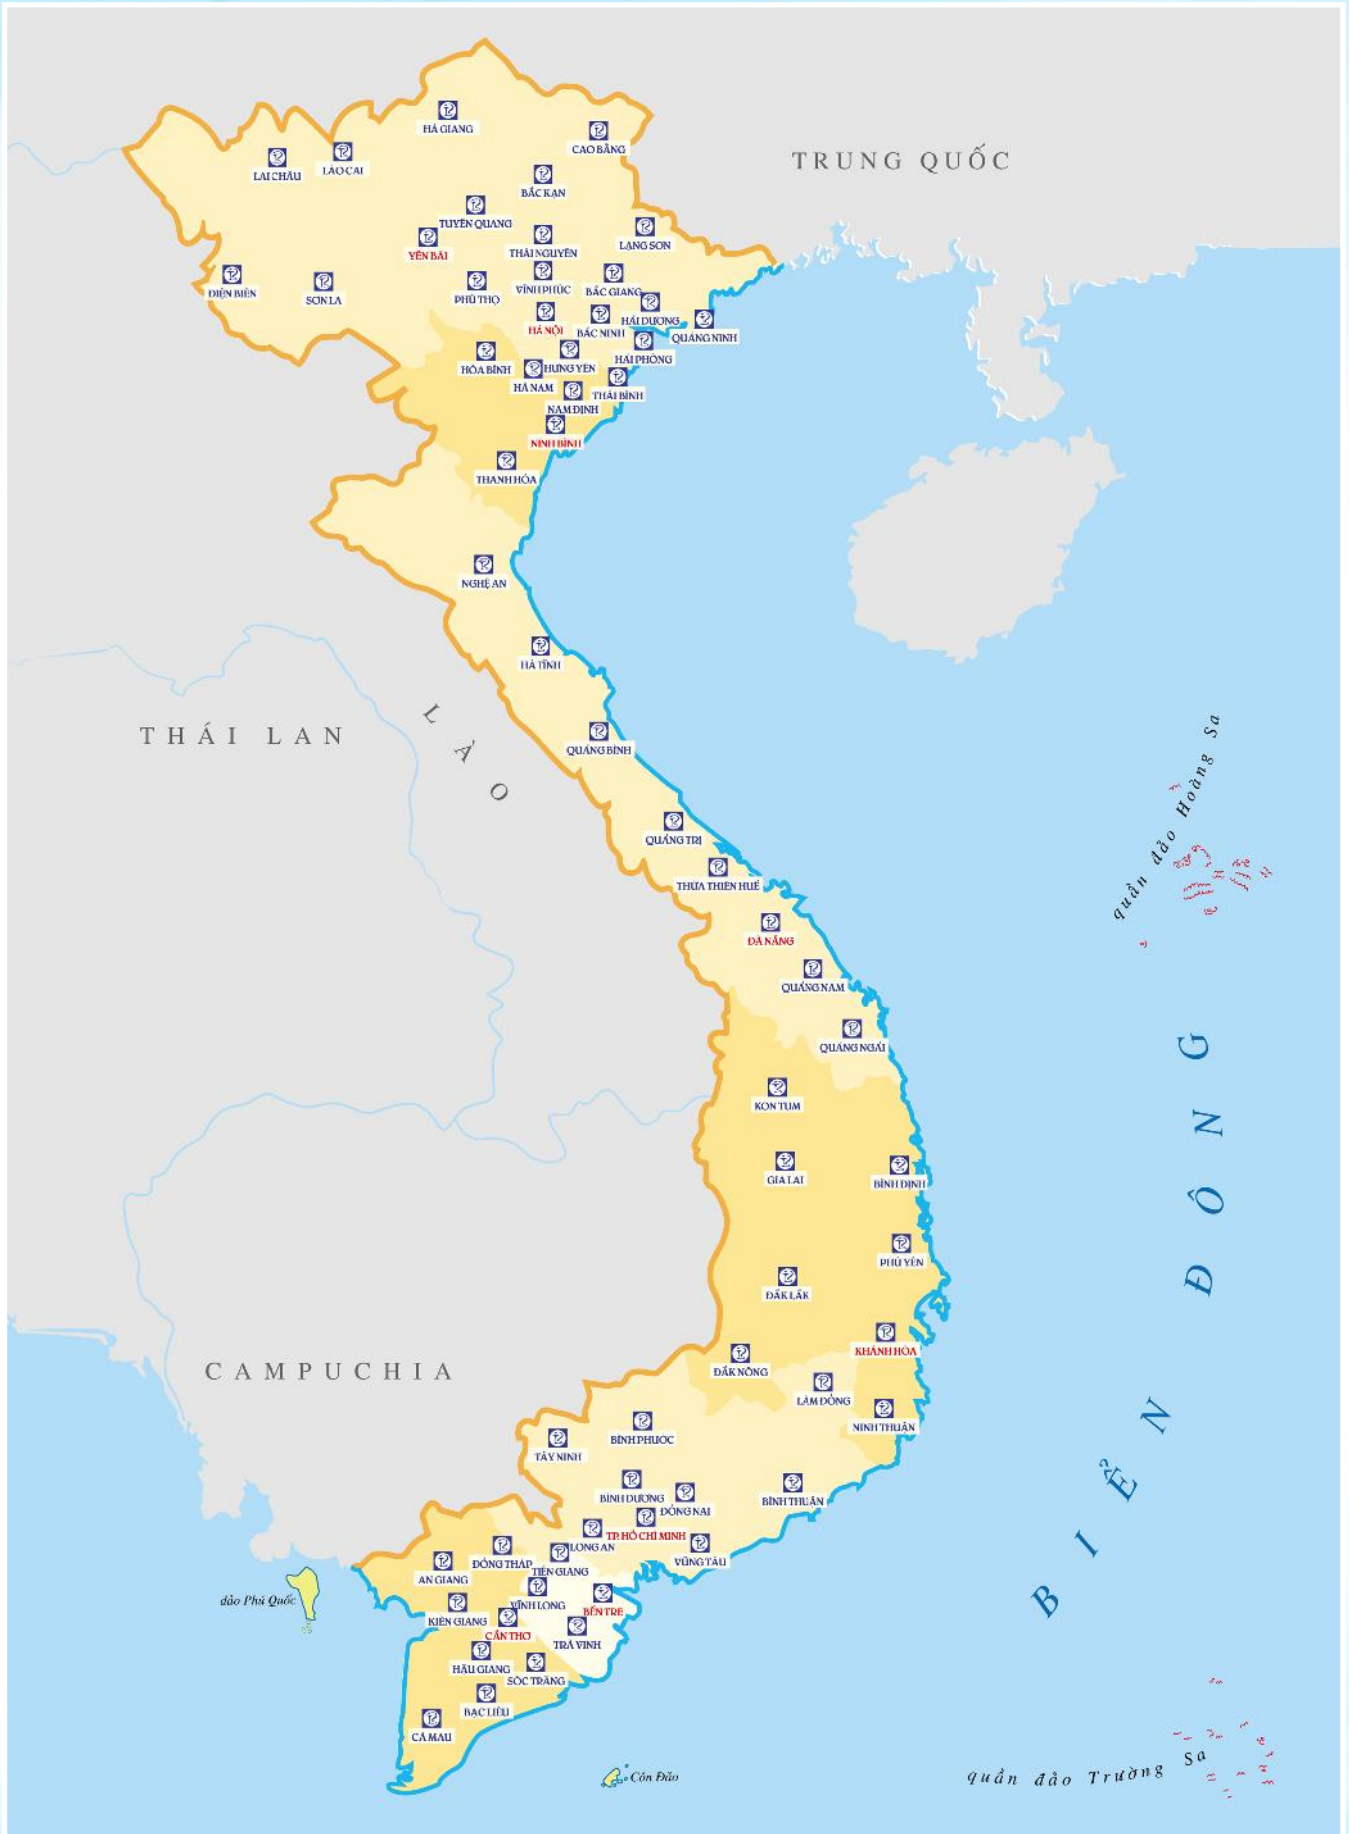 HÀ GIANG
CAO BẰNG
LAI CHÂU
LÀO CAI
TRUNG QUỐC
BẮC KẠN
TUYÊN QUANG
YÊN BÁI
THÁI NGUYÊN
LẠNG SƠN
ĐIỆN BIÊN
SƠN LA
PHÚ THỌ
VĨNH PHÚC
BẮC GIANG
HẢI DƯƠNG
QUẢNG NINH
HÀ NỘI
BẮC NINH
HẢI PHÒNG
HÒA BÌNH
HƯNG YÊN
HÀ NAM
THÁI BÌNH
NAM ĐỊNH
NINH BÌNH
THANH HÓA
NGHỆ AN
HÀ TĨNH
THÁI LAN
LÀO
QUẢNG BÌNH
quần đảo Hoàng Sa
QUẢNG TRỊ
THỪA THIÊN HUẾ
ĐÀ NẴNG
QUẢNG NAM
QUẢNG NGÃI
KON TUM
GIA LAI
BÌNH ĐỊNH
PHÚ YÊN
ĐĂK LĂK
KHÁNH HÒA
ĐĂK NÔNG
CAMPUCHIA
LÂM ĐỒNG
NINH THUẬN
BÌNH PHƯỚC
TÂY NINH
BÌNH DƯƠNG
ĐỒNG NAI
BÌNH THUẬN
TP. HỒ CHÍ MINH
LONG AN
VŨNG TÀU
ĐỒNG THÁP
TIỀN GIANG
AN GIANG
đảo Phú Quốc
VĨNH LONG
BẾN TRE
KIÊN GIANG
CẦN THƠ
TRÀ VINH
HẬU GIANG
SÓC TRĂNG
BẠC LIÊU
CÀ MAU
Côn Đảo
BIỂN ĐÔNG
quần đảo Trường Sa